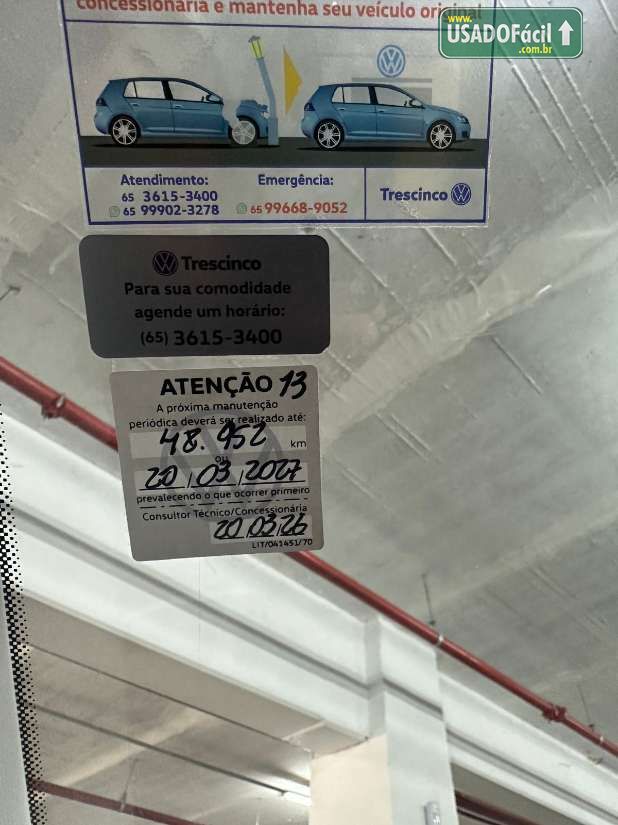 concessionária e mantenha seu veículo original
www.
USADOFácil
.com.br
Atendimento:
65 3615-3400
65 99902-3278
Emergência:
65 99668-9052
Trescinco
Trescinco
Para sua comodidade
agende um horário:
(65) 3615-3400
ATENÇÃO 13
A próxima manutenção
periódica deverá ser realizado até:
48.952 km
ou
20/03/2027
prevalecendo o que ocorrer primeiro
Consultor Técnico/Concessionária
20/03/26
LIT/041451/70